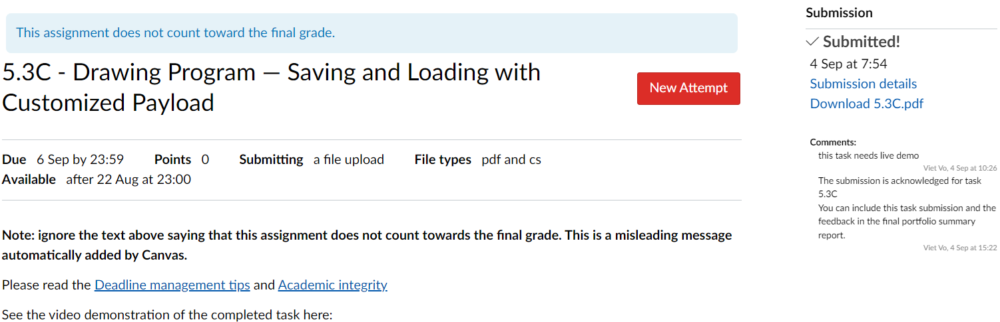 This assignment does not count toward the final grade.
5.3C - Drawing Program — Saving and Loading with
Customized Payload
New Attempt
Due 6 Sep by 23:59 Points 0 Submitting a file upload File types pdf and cs
Available after 22 Aug at 23:00
Note: ignore the text above saying that this assignment does not count towards the final grade. This is a misleading message
automatically added by Canvas.
Please read the Deadline management tips and Academic integrity
See the video demonstration of the completed task here:
Submission
Submitted!
4 Sep at 7:54
Submission details
Download 5.3C.pdf
Comments:
this task needs live demo
Viet Vo, 4 Sep at 10:26
The submission is acknowledged for task
5.3C
You can include this task submission and the
feedback in the final portfolio summary
report.
Viet Vo, 4 Sep at 15:22